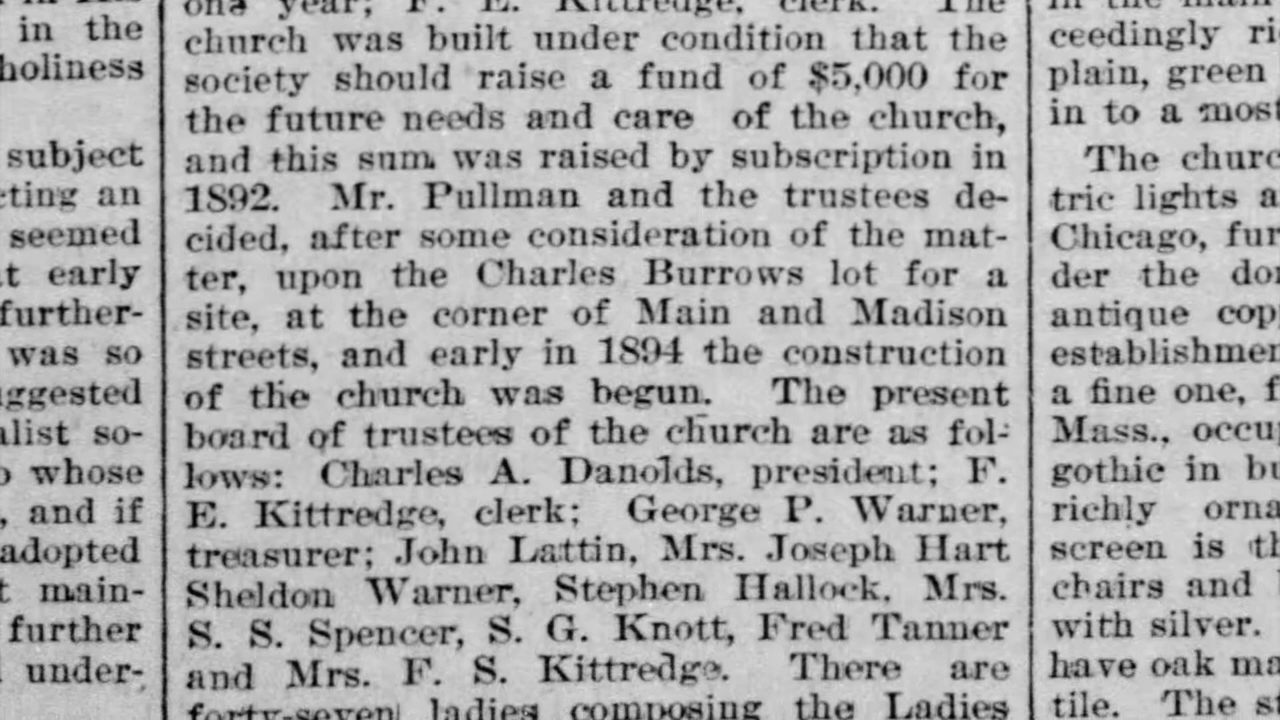 in the
holiness
subject
cting an
seemed
at early
further-
was so
uggested
alist so-
whose
, and if
adopted
t main-
further
under-
one year; F. E. Kittredge, clerk. The
church was built under condition that the
society should raise a fund of $5,000 for
the future needs and care of the church,
and this sum was raised by subscription in
1892. Mr. Pullman and the trustees de-
cided, after some consideration of the mat-
ter, upon the Charles Burrows lot for a
site, at the corner of Main and Madison
streets, and early in 1894 the construction
of the church was begun. The present
board of trustees of the church are as fol-
lows: Charles A. Danolds, president; F.
E. Kittredge, clerk; George P. Warner,
treasurer; John Lattin, Mrs. Joseph Hart
Sheldon Warner, Stephen Hallock, Mrs.
S. S. Spencer, S. G. Knott, Fred Tanner
and Mrs. F. S. Kittredge. There are
forty-seven ladies composing the Ladies
in the main
ceedingly ri
plain, green
in to a most
The churc
tric lights a
Chicago, fur
der the do
antique cop
establishmen
a fine one, f
Mass., occu
gothic in bu
richly orna
screen is th
chairs and
with silver.
have oak ma
tile. The s